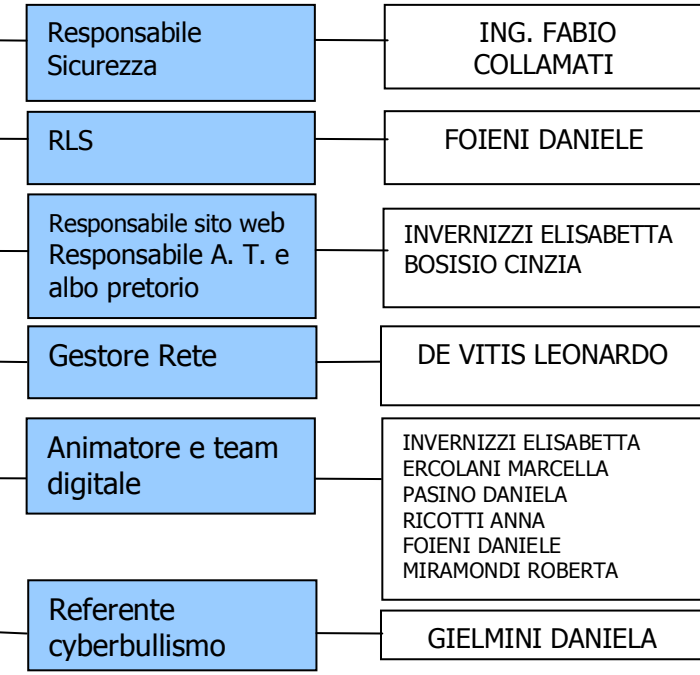 Responsabile
Sicurezza
ING. FABIO
COLLAMATI
RLS
FOIENI DANIELE
Responsabile sito web
Responsabile A. T. e
albo pretorio
INVERNIZZI ELISABETTA
BOSISIO CINZIA
Gestore Rete
DE VITIS LEONARDO
Animatore e team
digitale
INVERNIZZI ELISABETTA
ERCOLANI MARCELLA
PASINO DANIELA
RICOTTI ANNA
FOIENI DANIELE
MIRAMONDI ROBERTA
Referente
cyberbullismo
GIELMINI DANIELA